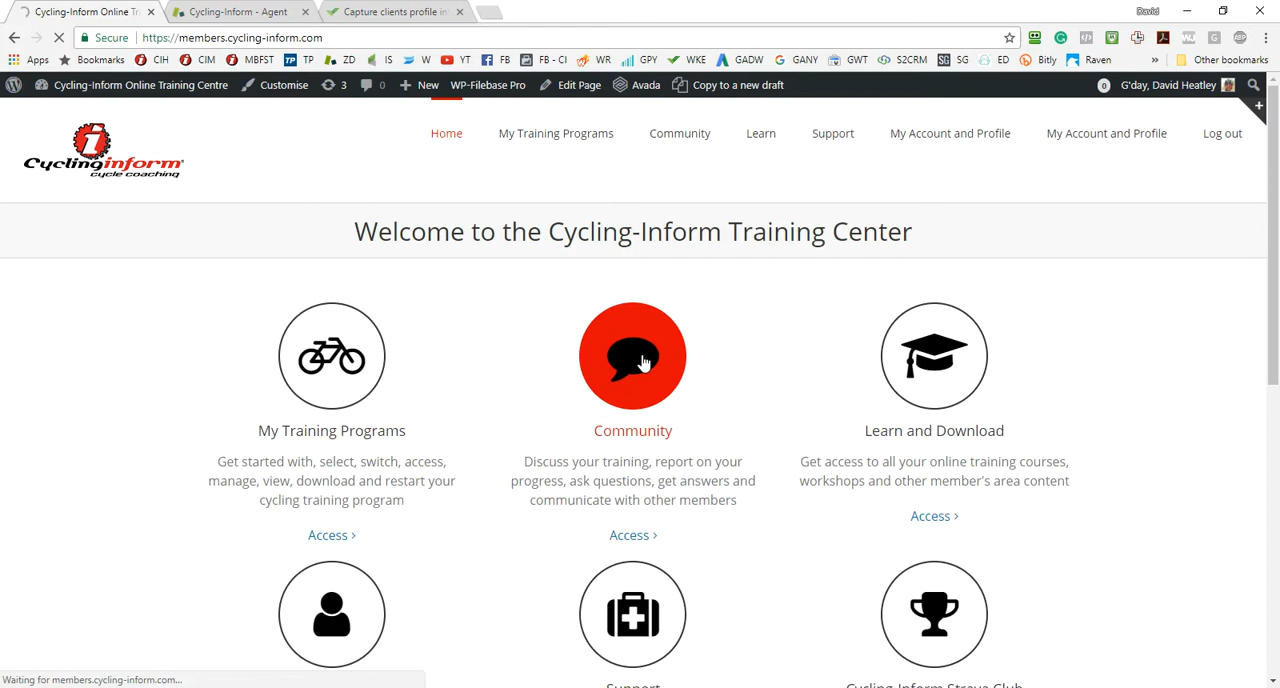 Cycling-Inform Online Tr
Cycling-Inform - Agent
Capture clients profile in
David
Secure
https://members.cycling-inform.com
Apps
Bookmarks
CIH
CIM
MBFST
TP
TP
ZD
IS
W
YT
FB
FB - CI
WR
GPY
WKE
GADW
GANY
GWT
S2CRM
SG
SG
ED
Bitly
Raven
»
Other bookmarks
Cycling-Inform Online Training Centre
Customise
3
0
New
WP-Filebase Pro
Edit Page
Avada
Copy to a new draft
0
G'day, David Heatley
Cyclinginform
cycle coaching
Home
My Training Programs
Community
Learn
Support
My Account and Profile
My Account and Profile
Log out
Welcome to the Cycling-Inform Training Center
My Training Programs
Get started with, select, switch, access,
manage, view, download and restart your
cycling training program
Access ›
Community
Discuss your training, report on your
progress, ask questions, get answers and
communicate with other members
Access ›
Learn and Download
Get access to all your online training courses,
workshops and other member's area content
Access ›
Support
Cycling-Inform Strava Club
Waiting for members.cycling-inform.com...